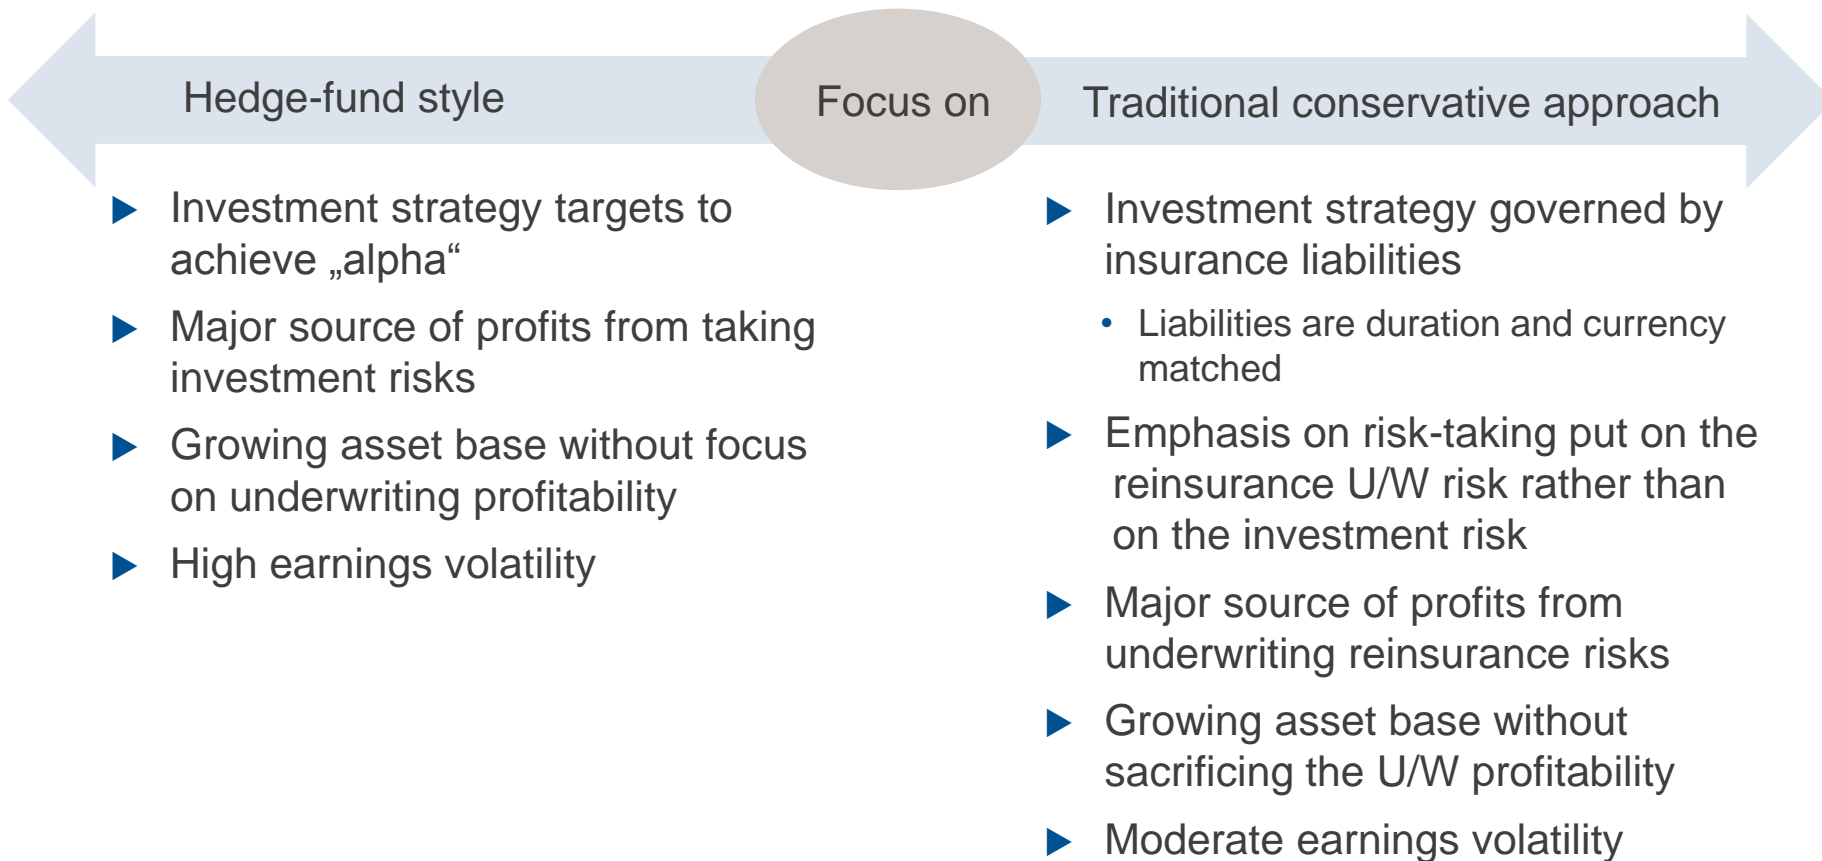 Hedge-fund style
Focus on
Traditional conservative approach
▶ Investment strategy targets to
achieve „alpha“
▶ Major source of profits from taking
investment risks
▶ Growing asset base without focus
on underwriting profitability
▶ High earnings volatility
▶ Investment strategy governed by
insurance liabilities
• Liabilities are duration and currency
matched
▶ Emphasis on risk-taking put on the
reinsurance U/W risk rather than
on the investment risk
▶ Major source of profits from
underwriting reinsurance risks
▶ Growing asset base without
sacrificing the U/W profitability
▶ Moderate earnings volatility